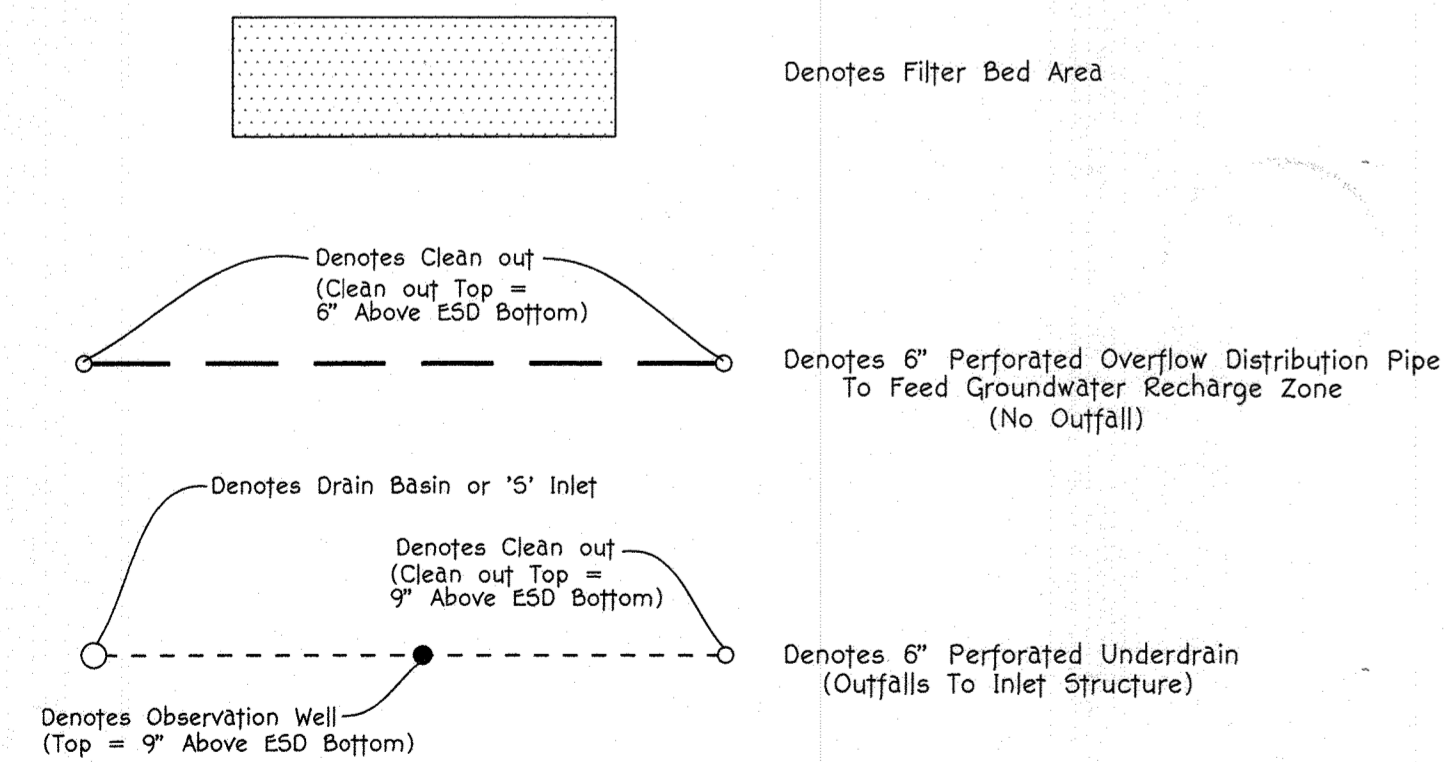 Denotes Filter Bed Area
Denotes Clean out
(Clean out Top =
6" Above ESD Bottom)
Denotes 6" Perforated Overflow Distribution Pipe
To Feed Groundwater Recharge Zone
(No Outfall)
Denotes Drain Basin or 'S' Inlet
Denotes Clean out
(Clean out Top =
9" Above ESD Bottom)
Denotes 6" Perforated Underdrain
(Outfalls To Inlet Structure)
Denotes Observation Well
(Top = 9" Above ESD Bottom)